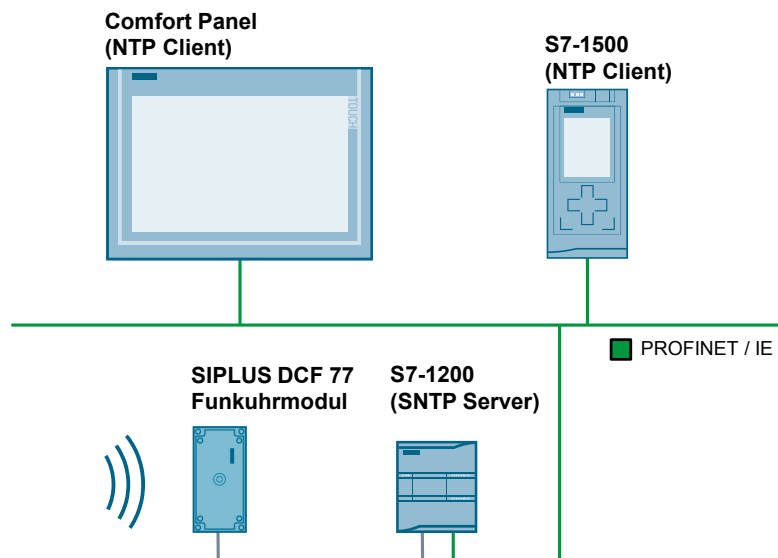 Comfort Panel
(NTP Client)
S7-1500
(NTP Client)
TOUCH
PROFINET / IE
SIPLUS DCF 77
Funkuhrmodul
S7-1200
(SNTP Server)